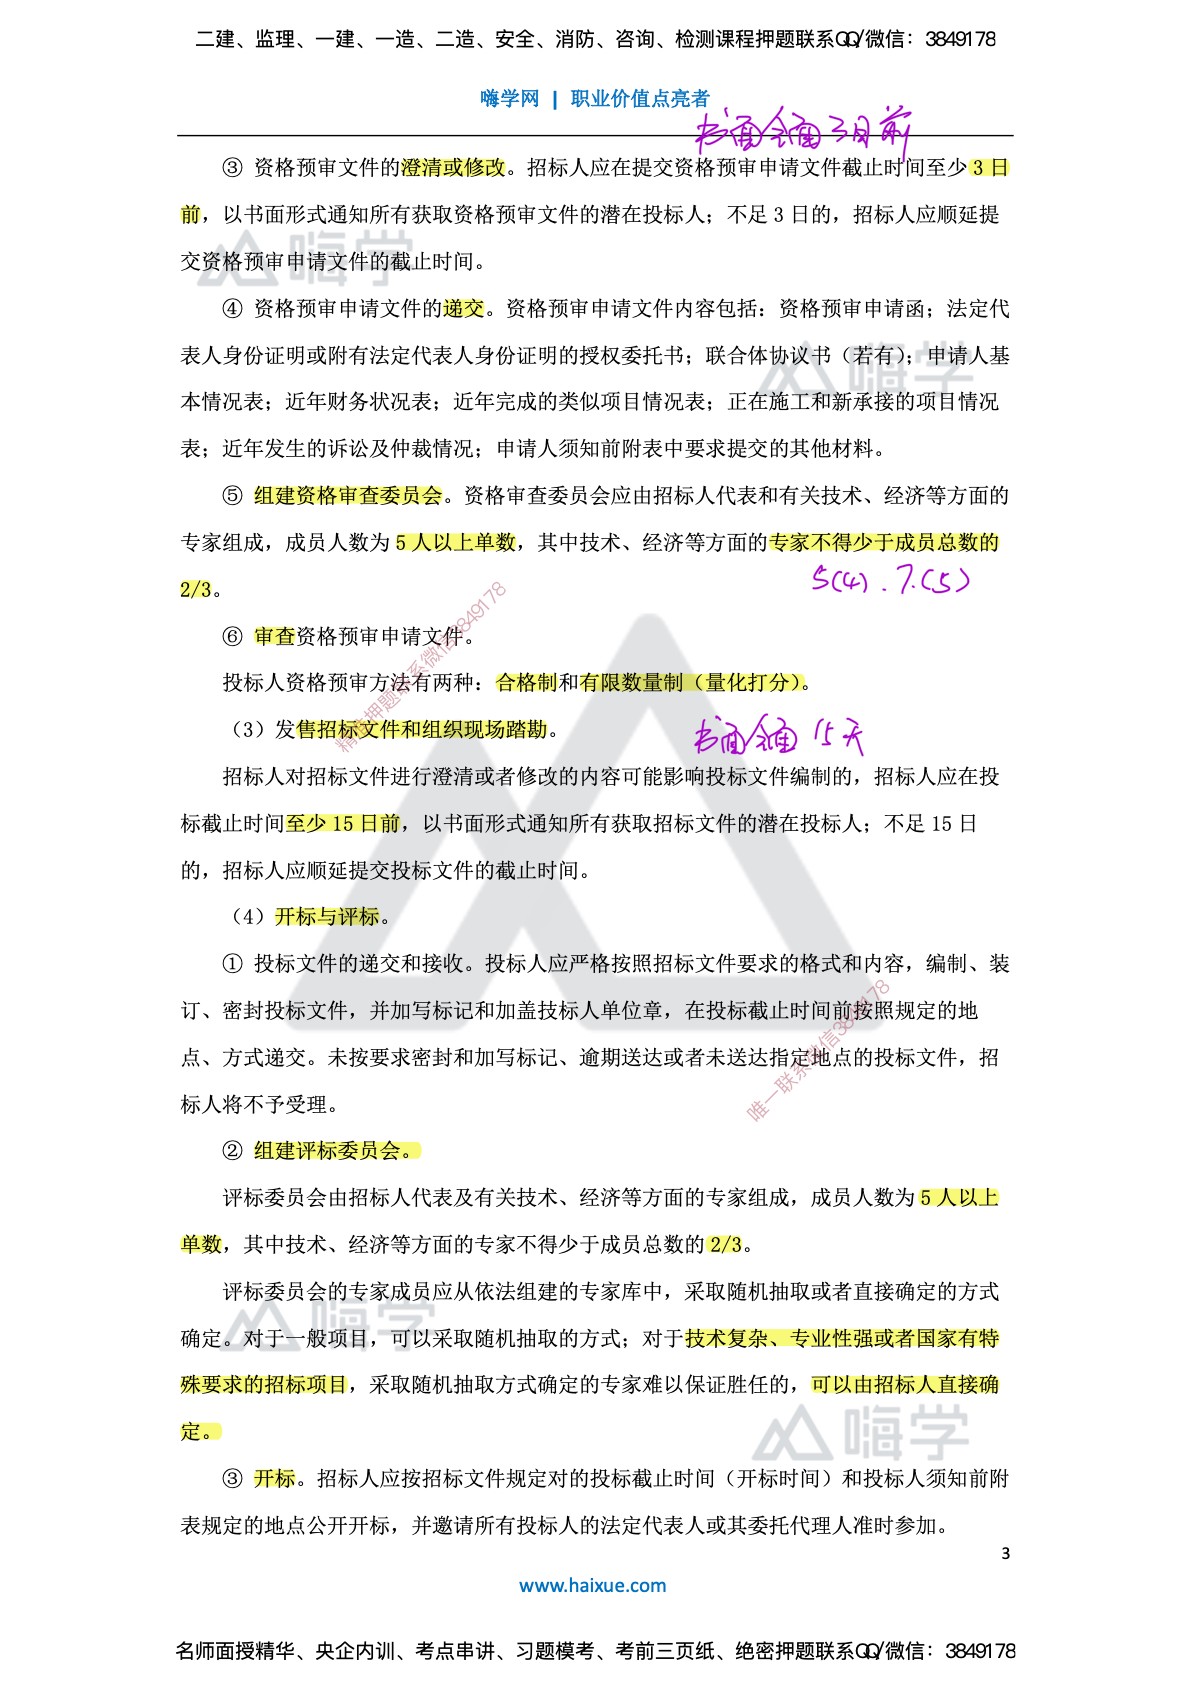 二建、监理、一建、一造、二造、安全、消防、咨询、检测课程押题联系QQ/微信：3849178
嗨学网 | 职业价值点亮者
书面全面3日前
③ 资格预审文件的澄清或修改。招标人应在提交资格预审申请文件截止时间至少 3 日
前，以书面形式通知所有获取资格预审文件的潜在投标人；不足 3 日的，招标人应顺延提
交资格预审申请文件的截止时间。
嗨学
④ 资格预审申请文件的递交。资格预审申请文件内容包括：资格预审申请函；法定代
表人身份证明或附有法定代表人身份证明的授权委托书；联合体协议书（若有）；申请人基
嗨学
本情况表；近年财务状况表；近年完成的类似项目情况表；正在施工和新承接的项目情况
表；近年发生的诉讼及仲裁情况；申请人须知前附表中要求提交的其他材料。
⑤ 组建资格审查委员会。资格审查委员会应由招标人代表和有关技术、经济等方面的
专家组成，成员人数为 5 人以上单数，其中技术、经济等方面的专家不得少于成员总数的
2/3。
5(4).7.(5)
⑥ 审查资格预审申请文件。
精准押题联系微信3849178
投标人资格预审方法有两种：合格制和有限数量制（量化打分）。
（3）发售招标文件和组织现场踏勘。
书面全面 15天
招标人对招标文件进行澄清或者修改的内容可能影响投标文件编制的，招标人应在投
标截止时间至少 15 日前，以书面形式通知所有获取招标文件的潜在投标人；不足 15 日
的，招标人应顺延提交投标文件的截止时间。
（4）开标与评标。
① 投标文件的递交和接收。投标人应严格按照招标文件要求的格式和内容，编制、装
订、密封投标文件，并加写标记和加盖技标人单位章，在投标截止时间前按照规定的地
点、方式递交。未按要求密封和加写标记、逾期送达或者未送达指定地点的投标文件，招
标人将不予受理。
唯一联系微信3849178
② 组建评标委员会。
评标委员会由招标人代表及有关技术、经济等方面的专家组成，成员人数为 5 人以上
单数，其中技术、经济等方面的专家不得少于成员总数的 2/3。
评标委员会的专家成员应从依法组建的专家库中，采取随机抽取或者直接确定的方式
嗨学
确定。对于一般项目，可以采取随机抽取的方式；对于技术复杂、专业性强或者国家有特
殊要求的招标项目，采取随机抽取方式确定的专家难以保证胜任的，可以由招标人直接确
定。
嗨学
③ 开标。招标人应按招标文件规定对的投标截止时间（开标时间）和投标人须知前附
表规定的地点公开开标，并邀请所有投标人的法定代表人或其委托代理人准时参加。
3
www.haixue.com
名师面授精华、央企内训、考点串讲、习题模考、考前三页纸、绝密押题联系QQ/微信：3849178